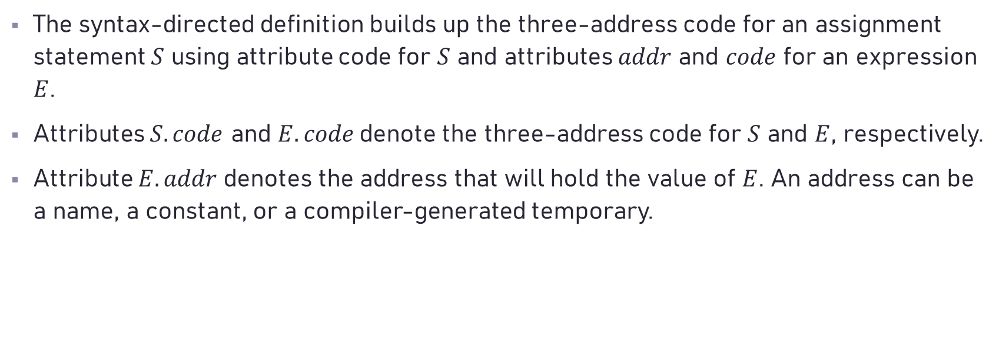 ▪ The syntax-directed definition builds up the three-address code for an assignment
statement S using attribute code for S and attributes addr and code for an expression
E.
▪ Attributes S.code and E.code denote the three-address code for S and E, respectively.
▪ Attribute E.addr denotes the address that will hold the value of E. An address can be
a name, a constant, or a compiler-generated temporary.